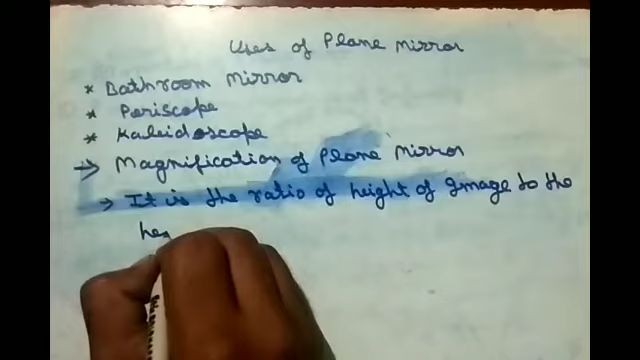 Uses of Plane Mirror
* Bathroom Mirror
* Periscope
* Kaleidoscope
→ Magnification of Plane Mirror
→ It is the ratio of height of Image to the
he